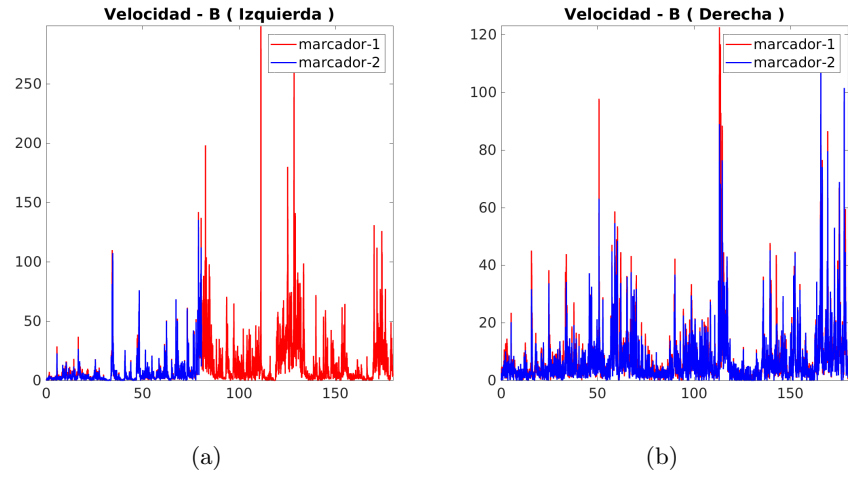 Velocidad - B ( Izquierda )
marcador-1
marcador-2
250
200
150
100
50
0
0
50
100
150
(a)
Velocidad - B ( Derecha )
marcador-1
marcador-2
120
100
80
60
40
20
0
0
50
100
150
(b)